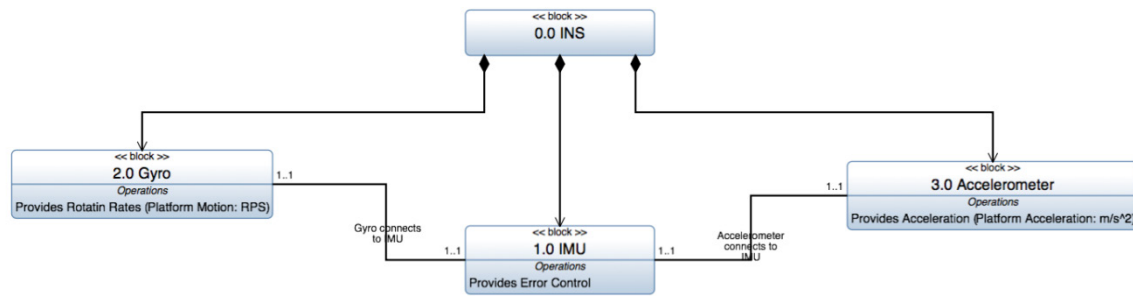 << block >>
0.0 INS
<< block >>
2.0 Gyro
Operations
Provides Rotatin Rates (Platform Motion: RPS)
1..1
Gyro connects
to IMU
1..1
<< block >>
1.0 IMU
Operations
Provides Error Control
1..1
Accelerometer
connects to
IMU
1..1
<< block >>
3.0 Accelerometer
Operations
Provides Acceleration (Platform Acceleration: m/s^2)